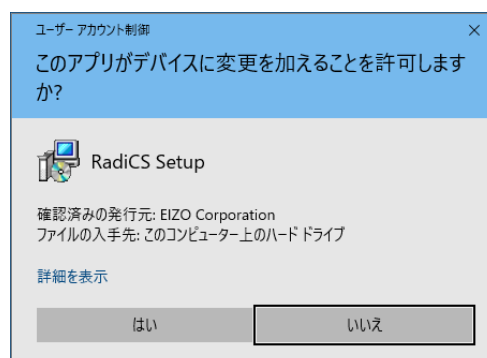 ユーザー アカウント制御
このアプリがデバイスに変更を加えることを許可します
か?
RadiCS Setup
確認済みの発行元: EIZO Corporation
ファイルの入手先: このコンピューター上のハード ドライブ
詳細を表示
はい
いいえ